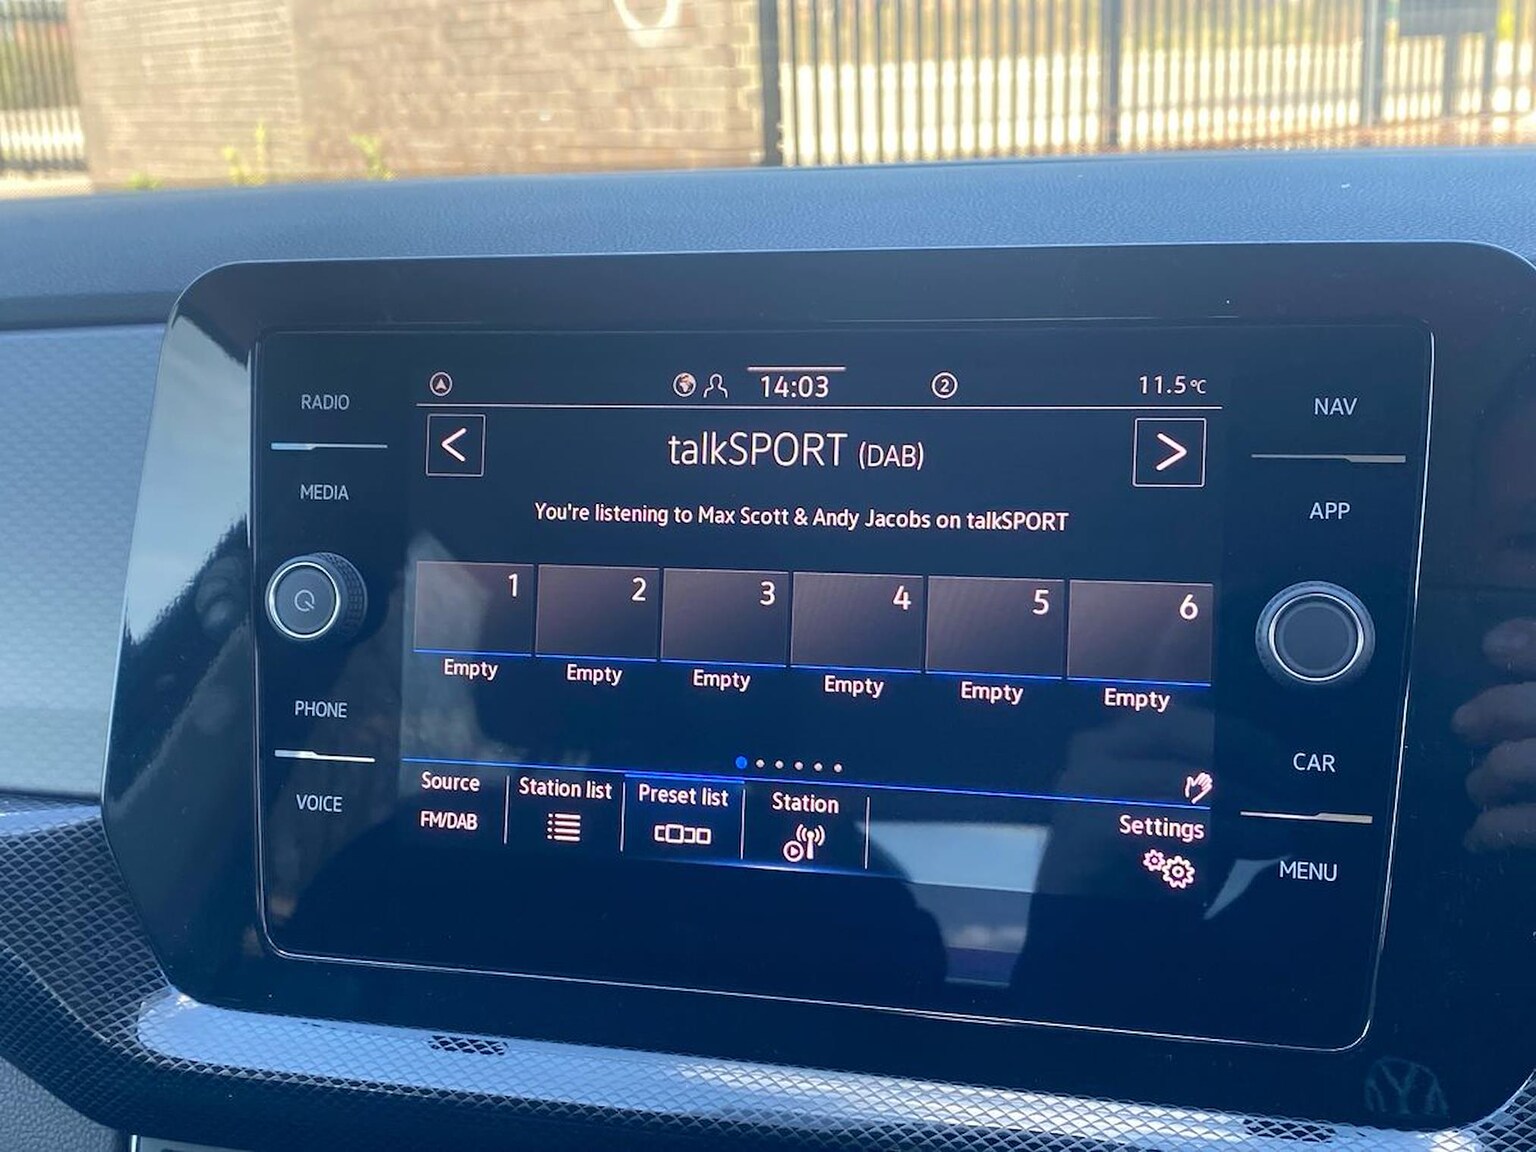 RADIO
MEDIA
PHONE
VOICE
14:03
2
11.5°C
talkSPORT (DAB)
You're listening to Max Scott & Andy Jacobs on talkSPORT
1 2 3 4 5 6
Empty Empty Empty Empty Empty Empty
Source Station list Preset list Station Settings
FM/DAB
NAV
APP
CAR
MENU